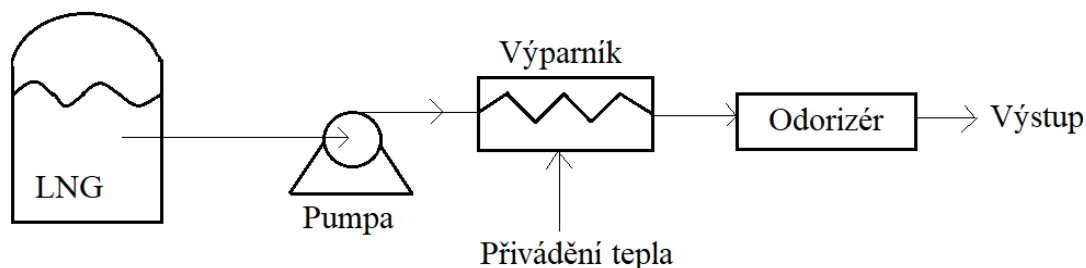 LNG
Pumpa
Výparník
Přivádění tepla
Odorizér
Výstup